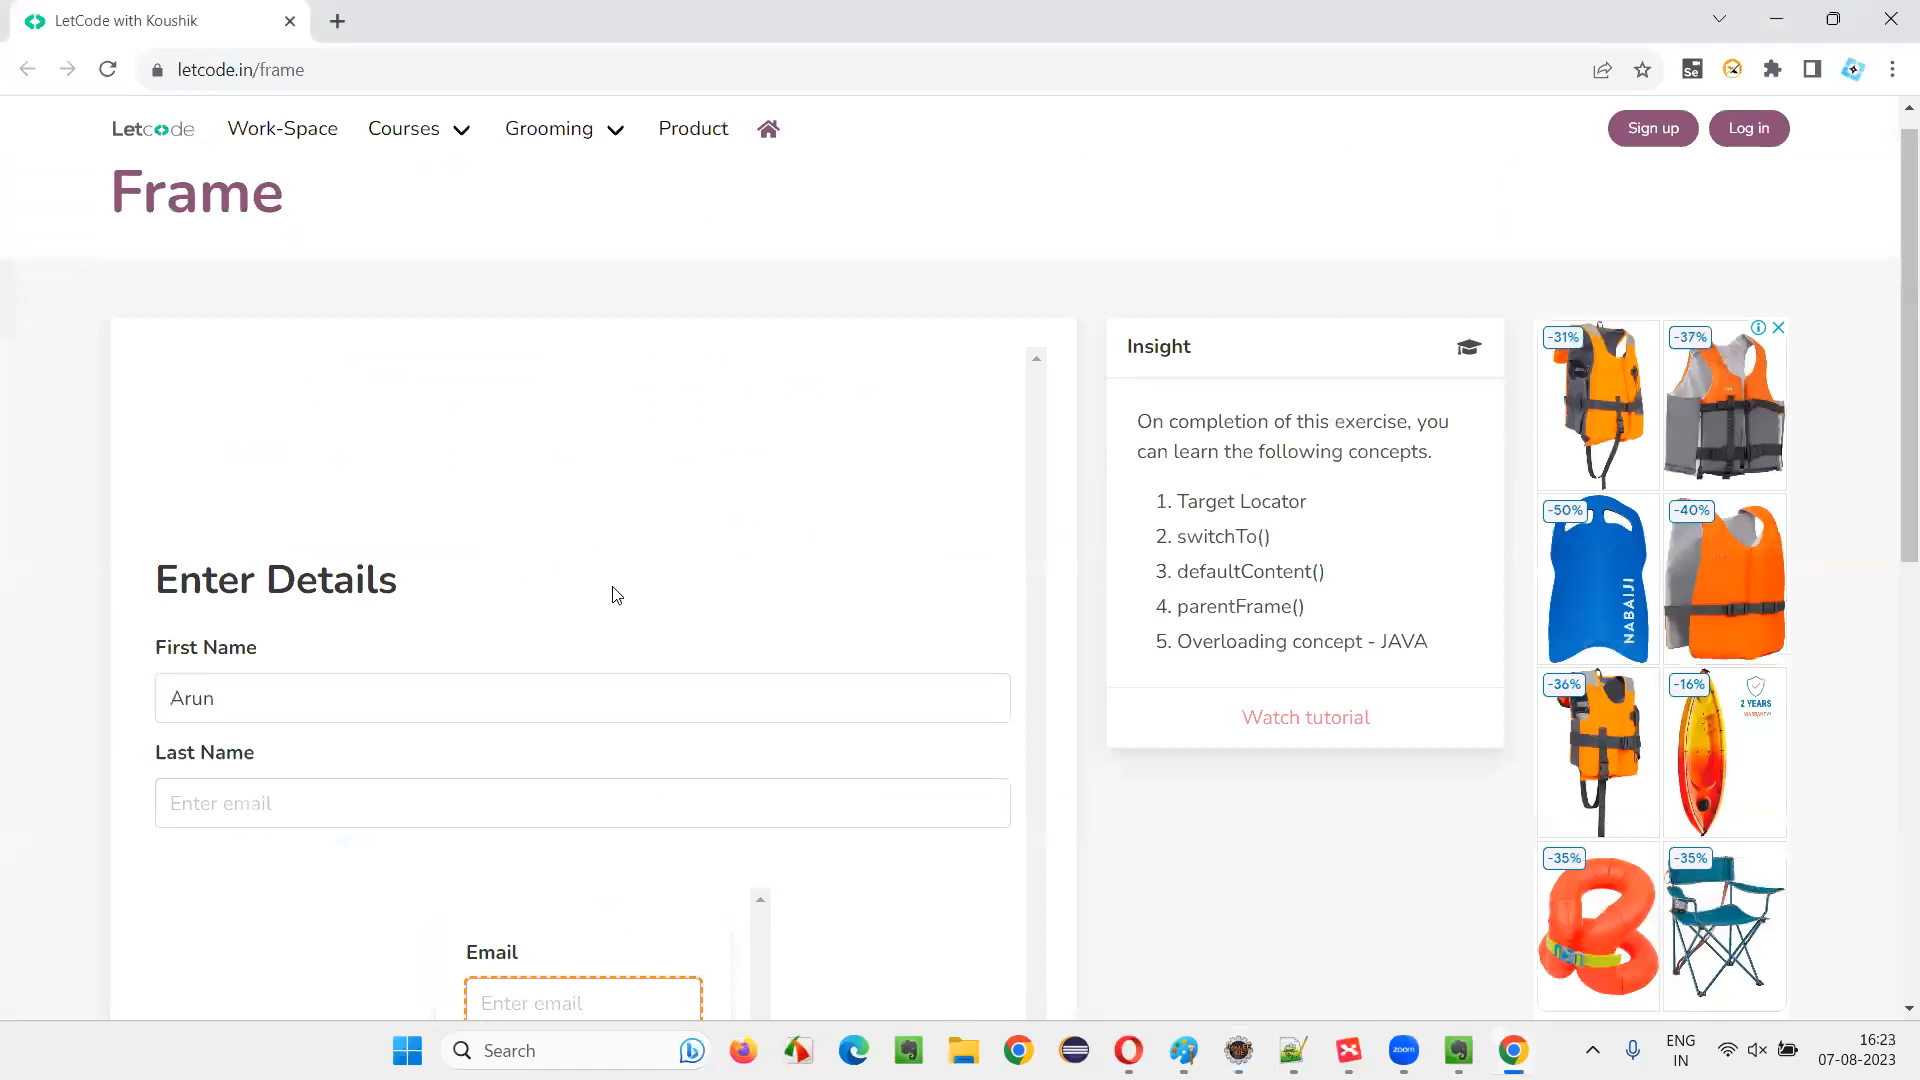 LetCode with Koushik
letcode.in/frame
Letcode Work-Space Courses Grooming Product Sign up Log in
Frame
Enter Details
First Name
Arun
Last Name
Enter email
Email
Enter email
Insight
On completion of this exercise, you
can learn the following concepts.
1. Target Locator
2. switchTo()
3. defaultContent()
4. parentFrame()
5. Overloading concept - JAVA
Watch tutorial
-31% -37%
-50% -40%
NABAIJI
-36% -16%
2 YEARS
WARRANTY*
-35% -35%
Se
Search
zoom
ENG
IN
16:23
07-08-2023